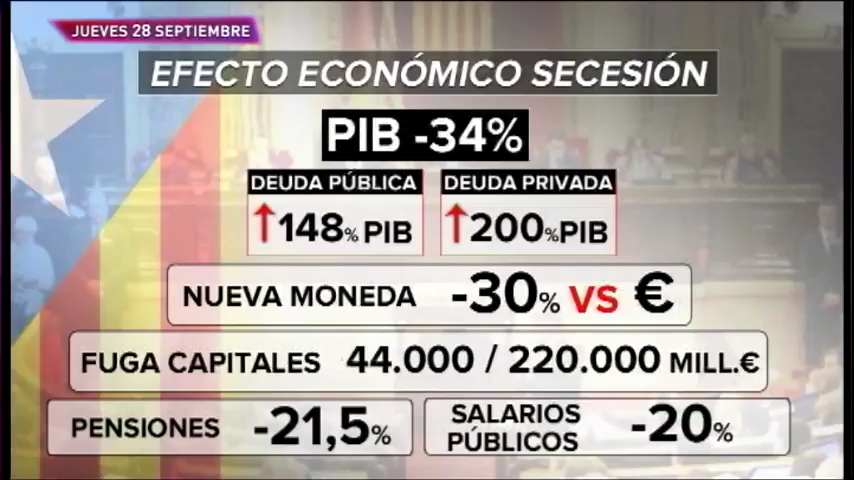 JUEVES 28 SEPTIEMBRE
EFECTO ECONÓMICO SECESIÓN
PIB -34%
DEUDA PÚBLICA DEUDA PRIVADA
↑148% PIB ↑200%PIB
NUEVA MONEDA -30% VS €
FUGA CAPITALES 44.000 / 220.000 MILL.€
PENSIONES -21,5% SALARIOS PÚBLICOS -20%